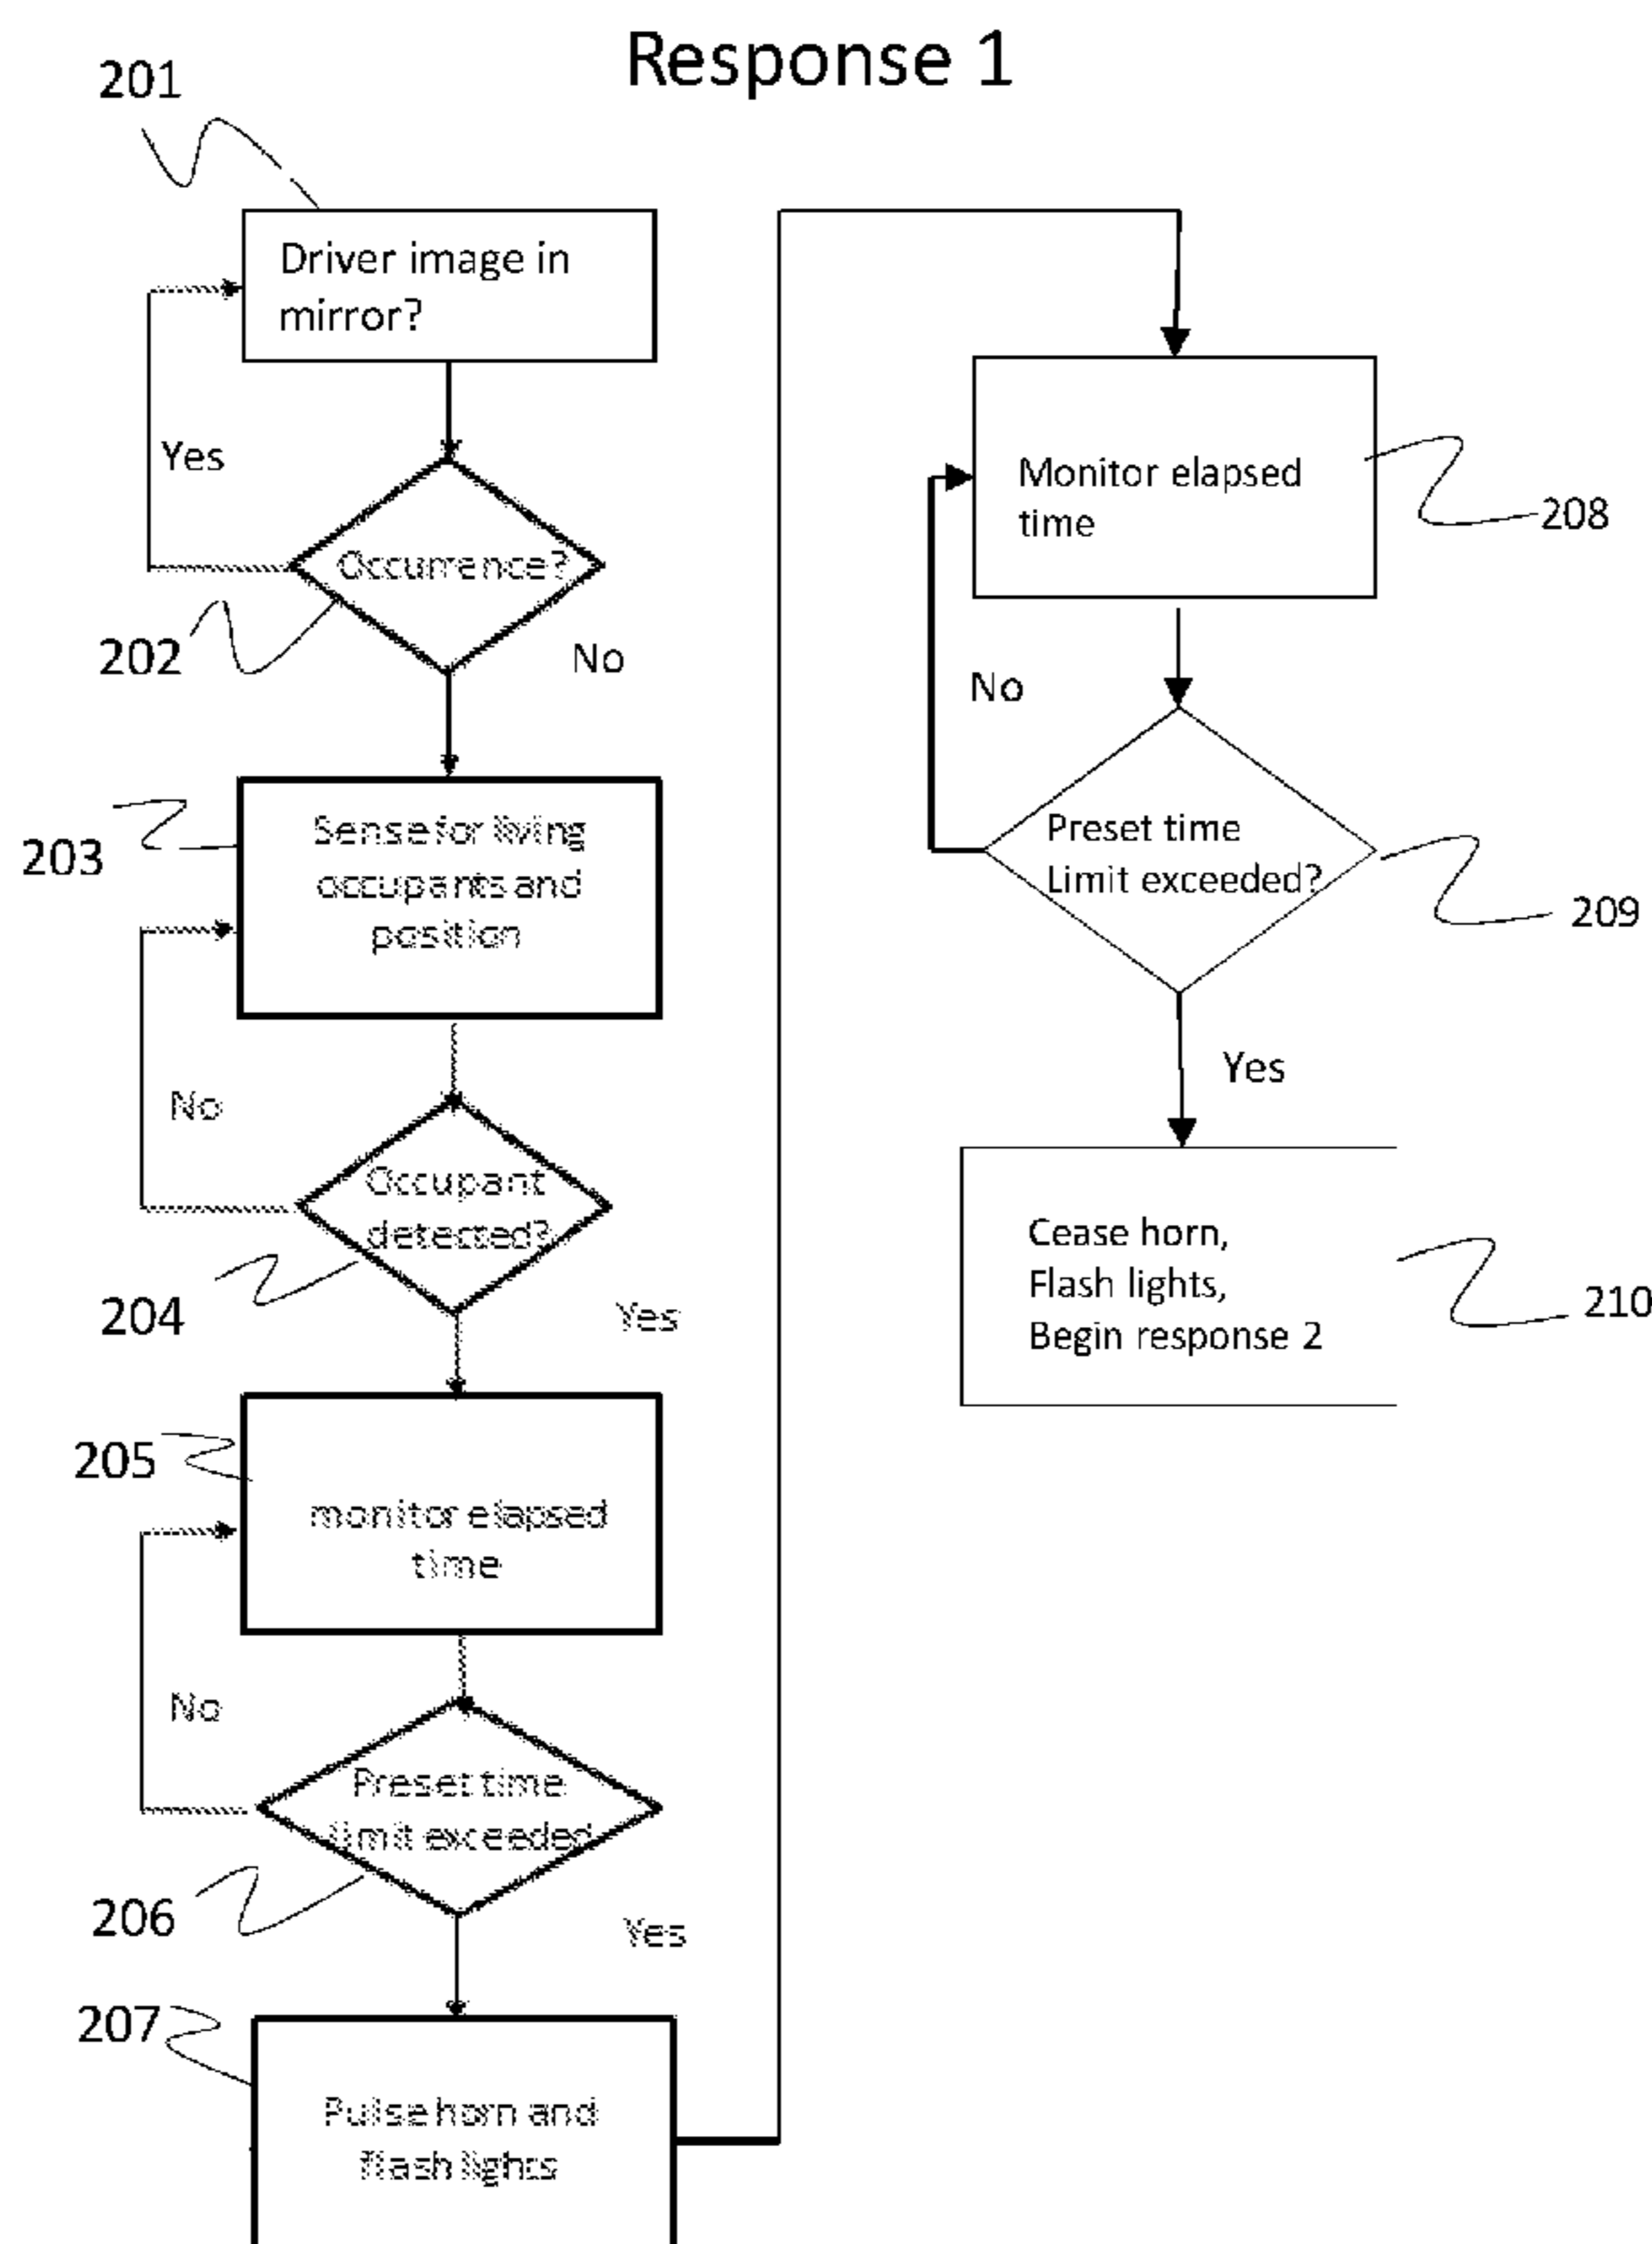 Response 1
201
Driver image in
mirror?
Yes
Occurrence?
202
No
203
Sense for living
occupants and
position
No
Occupant
detected?
204
Yes
205
monitor elapsed
time
No
Preset time
limit exceeded
206
Yes
207
Pulse horn and
flash lights
Monitor elapsed
time
208
No
Preset time
Limit exceeded?
209
Yes
Cease horn,
Flash lights,
Begin response 2
210